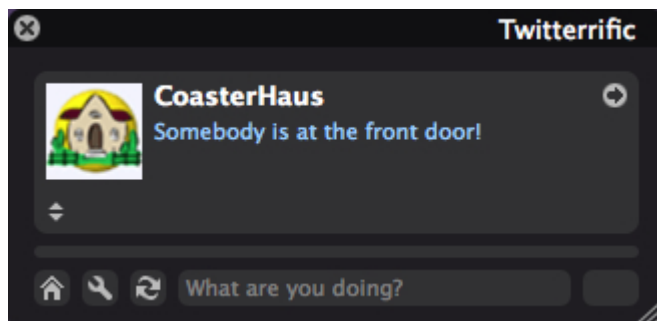 Twitterrific
CoasterHaus
Somebody is at the front door!
What are you doing?